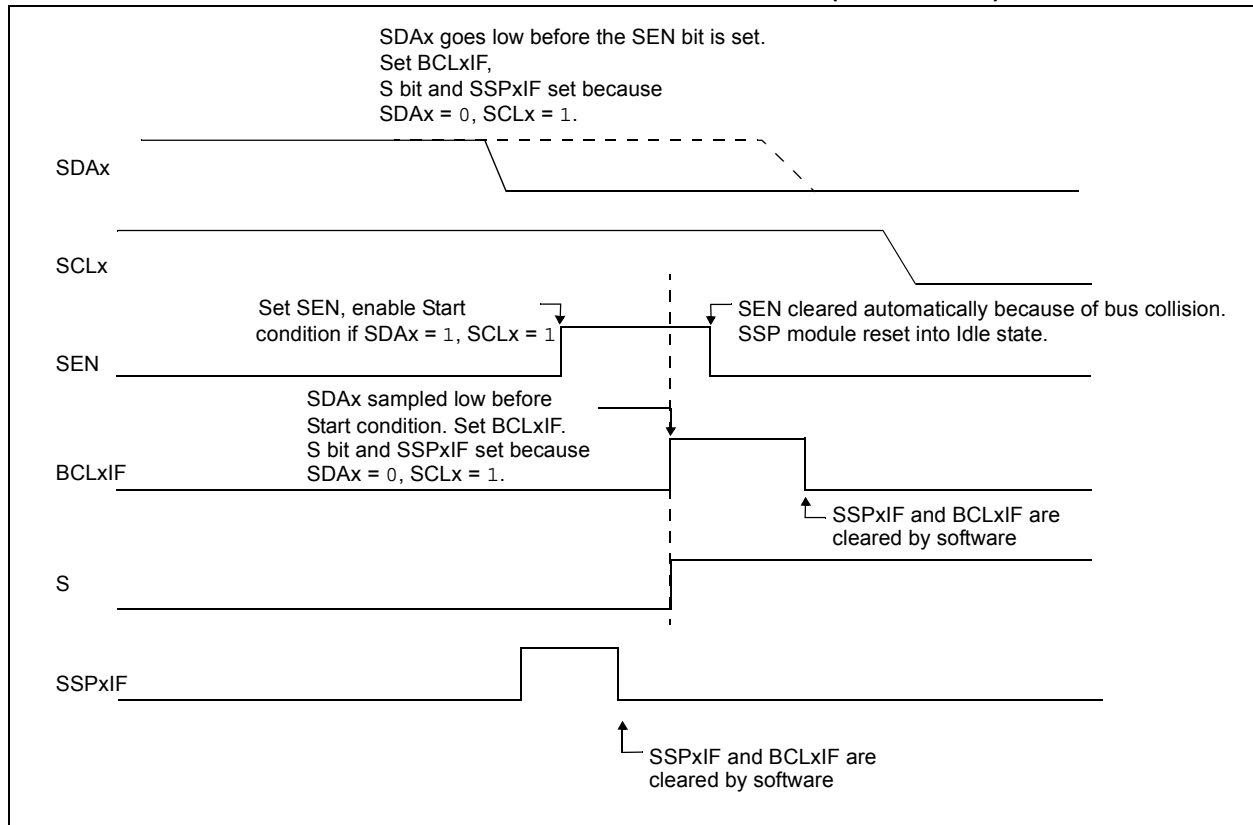 SDAx goes low before the SEN bit is set.
Set BCLxIF,
S bit and SSPxIF set because
SDAx = 0, SCLx = 1.
SDAx
SCLx
Set SEN, enable Start
condition if SDAx = 1, SCLx = 1
SEN cleared automatically because of bus collision.
SSP module reset into Idle state.
SEN
SDAx sampled low before
Start condition. Set BCLxIF.
S bit and SSPxIF set because
SDAx = 0, SCLx = 1.
BCLxIF
SSPxIF and BCLxIF are
cleared by software
S
SSPxIF
SSPxIF and BCLxIF are
cleared by software